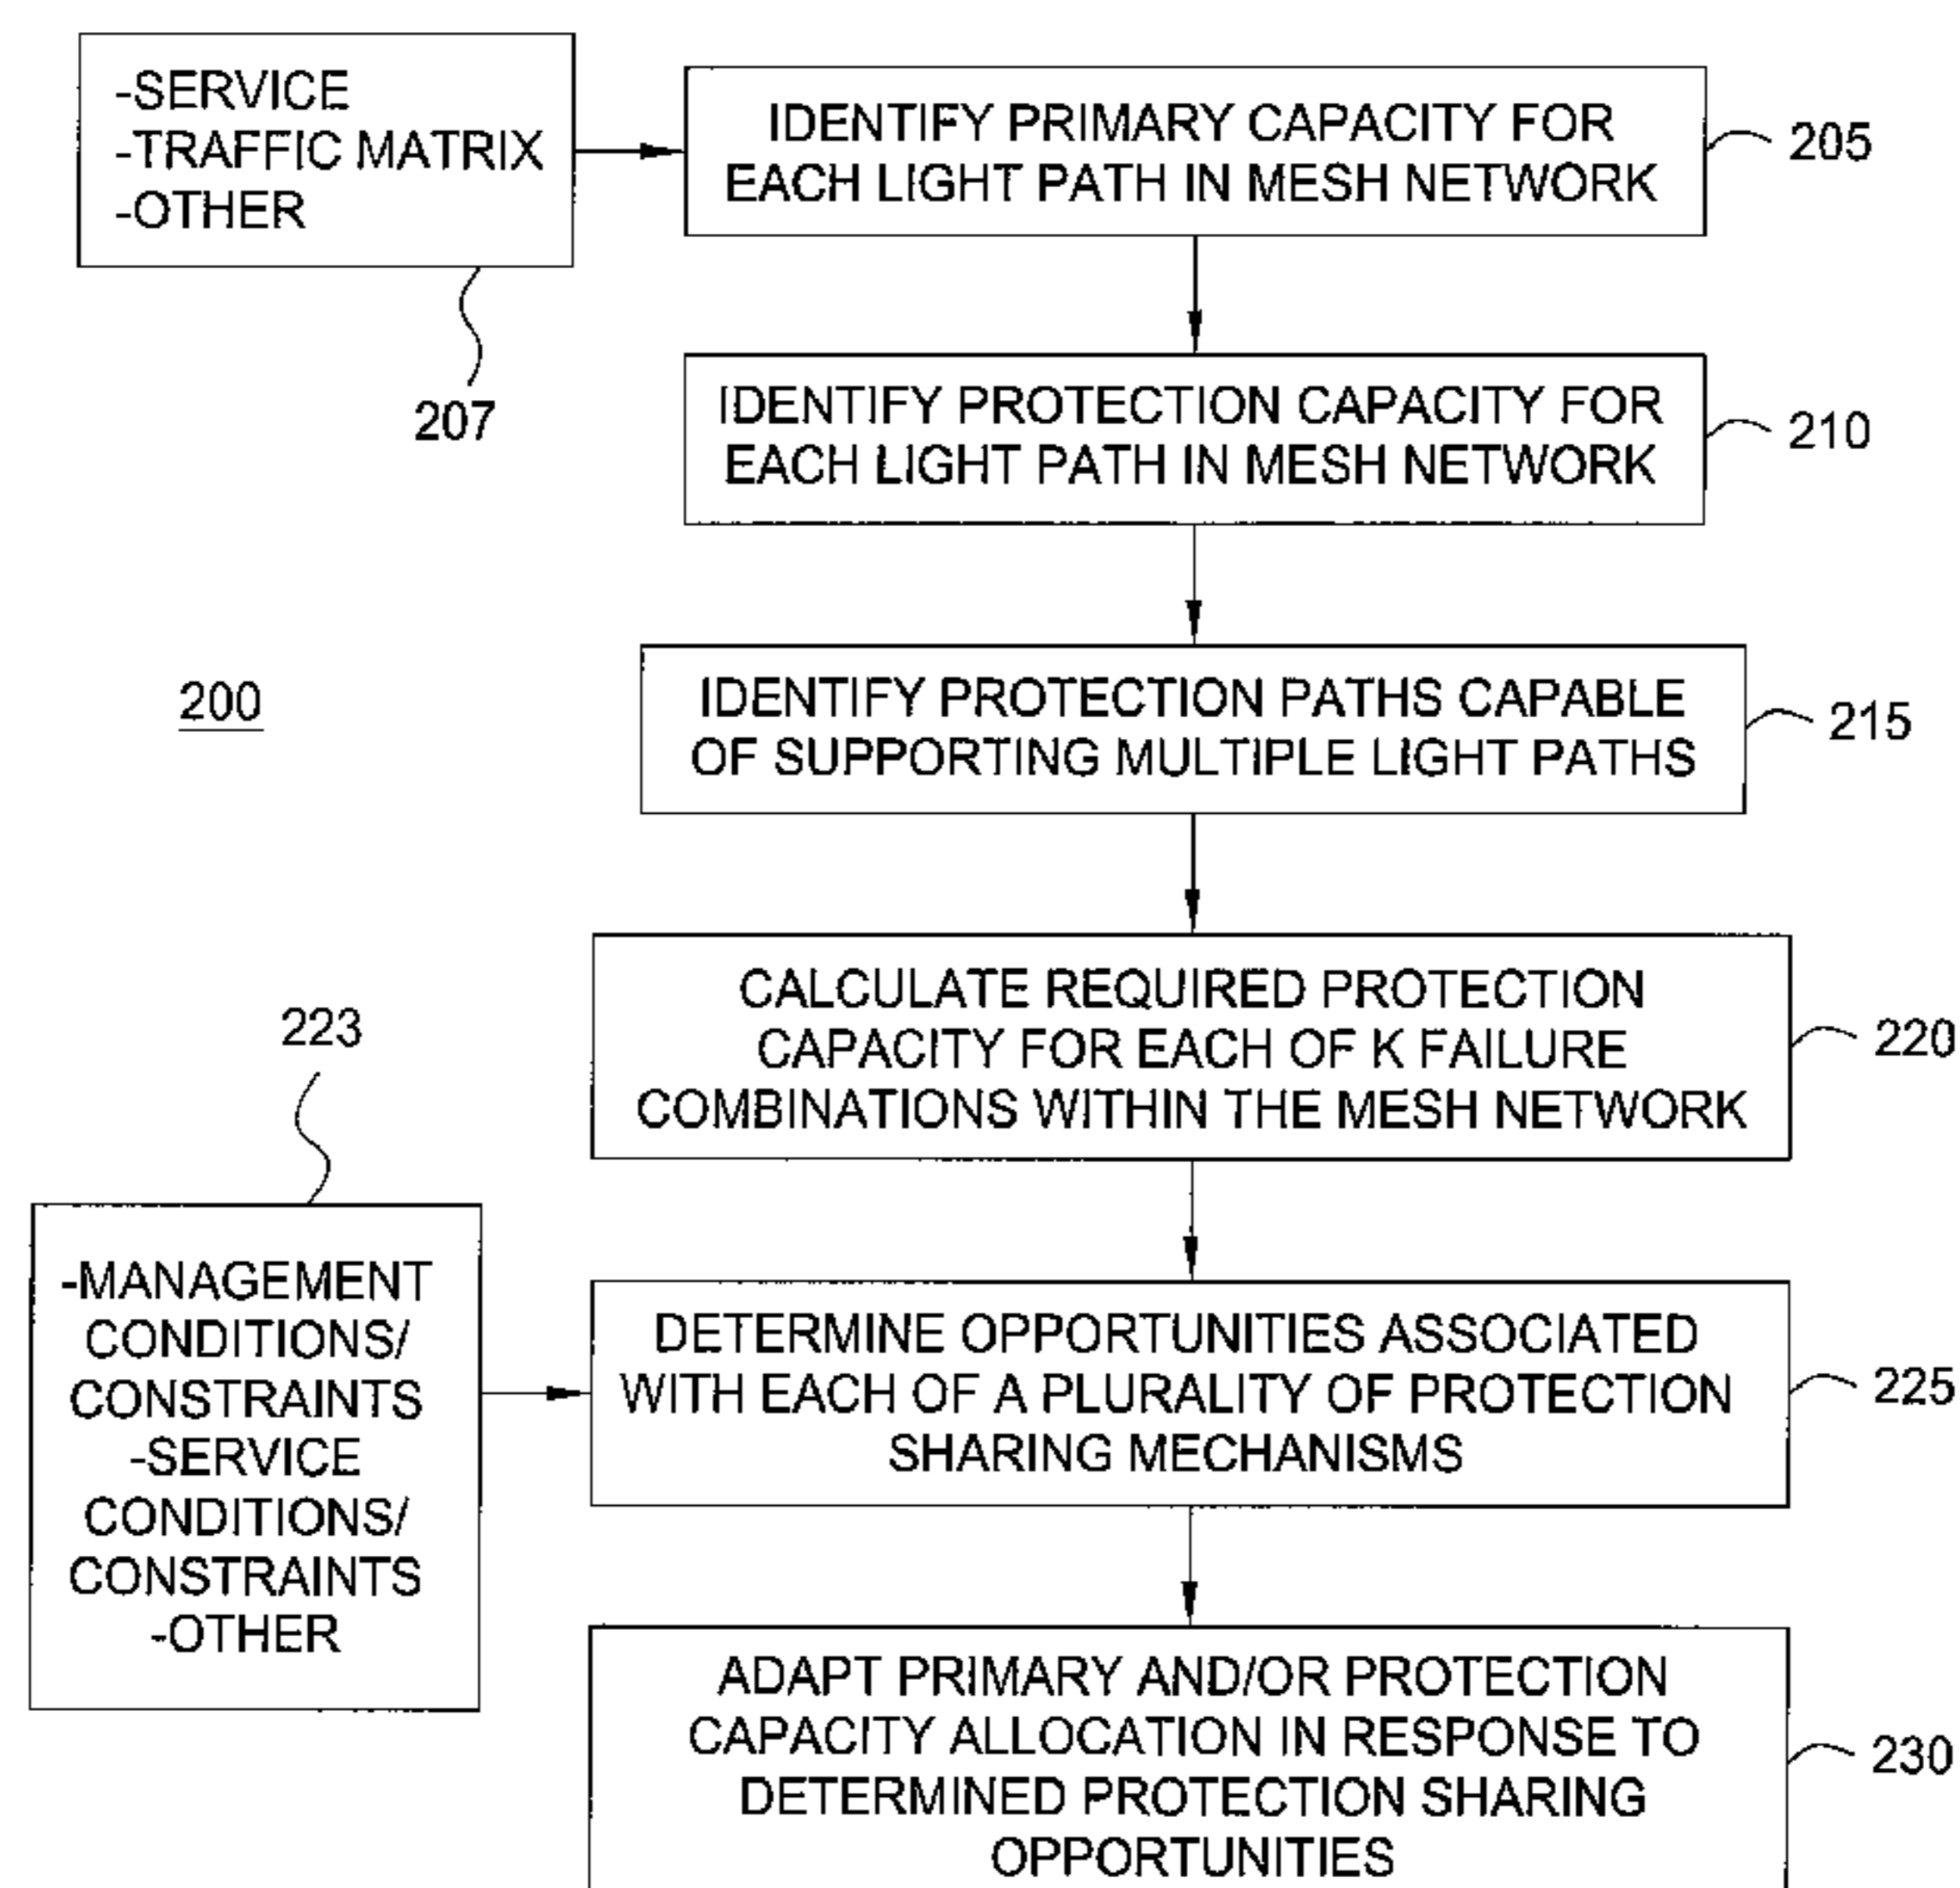 -SERVICE
-TRAFFIC MATRIX
-OTHER
207
IDENTIFY PRIMARY CAPACITY FOR
EACH LIGHT PATH IN MESH NETWORK
205
IDENTIFY PROTECTION CAPACITY FOR
EACH LIGHT PATH IN MESH NETWORK
210
200
IDENTIFY PROTECTION PATHS CAPABLE
OF SUPPORTING MULTIPLE LIGHT PATHS
215
CALCULATE REQUIRED PROTECTION
CAPACITY FOR EACH OF K FAILURE
COMBINATIONS WITHIN THE MESH NETWORK
220
223
-MANAGEMENT
CONDITIONS/
CONSTRAINTS
-SERVICE
CONDITIONS/
CONSTRAINTS
-OTHER
DETERMINE OPPORTUNITIES ASSOCIATED
WITH EACH OF A PLURALITY OF PROTECTION
SHARING MECHANISMS
225
ADAPT PRIMARY AND/OR PROTECTION
CAPACITY ALLOCATION IN RESPONSE TO
DETERMINED PROTECTION SHARING
OPPORTUNITIES
230